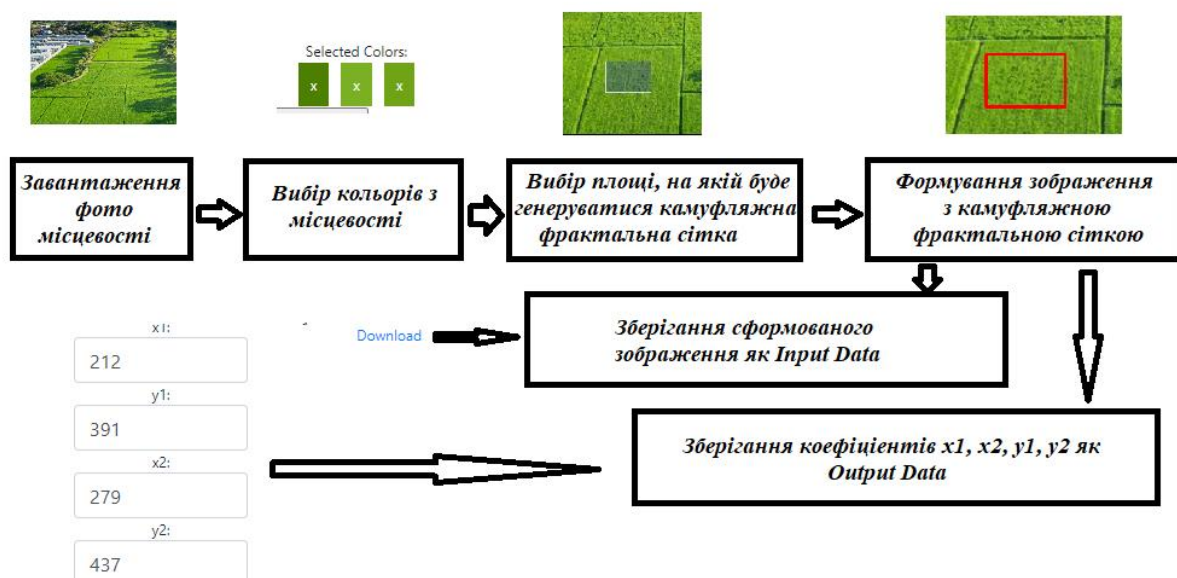 Selected Colors:
x x x
Завантаження
фото
місцевості
Вибір кольорів з
місцевості
Вибір площі, на якій буде
генеруватися камуфляжна
фрактальна сітка
Формування зображення
з камуфляжною
фрактальною сіткою
Download
Зберігання сформованого
зображення як Input Data
x1:
212
y1:
391
x2:
279
y2:
437
Зберігання коефіціентів x1, x2, y1, y2 як
Output Data